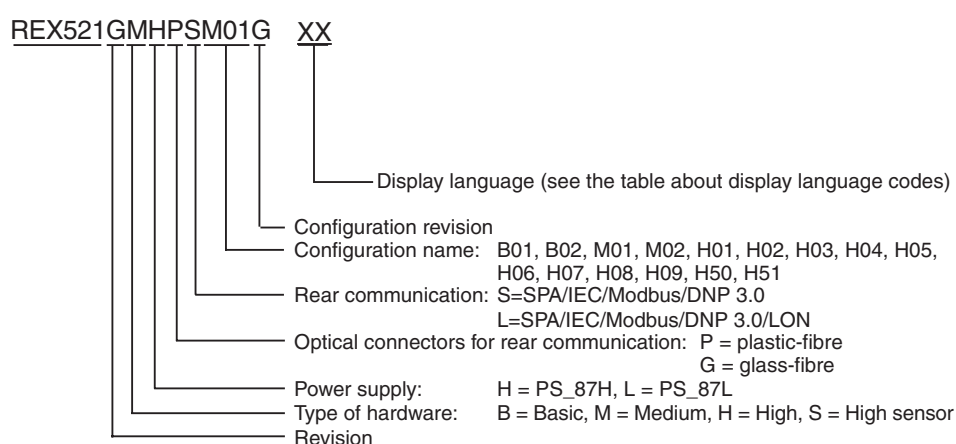 REX521GMHPSM01G XX
Display language (see the table about display language codes)
Configuration revision
Configuration name: B01, B02, M01, M02, H01, H02, H03, H04, H05,
H06, H07, H08, H09, H50, H51
Rear communication: S=SPA/IEC/Modbus/DNP 3.0
L=SPA/IEC/Modbus/DNP 3.0/LON
Optical connectors for rear communication: P = plastic-fibre
G = glass-fibre
Power supply: H = PS_87H, L = PS_87L
Type of hardware: B = Basic, M = Medium, H = High, S = High sensor
Revision